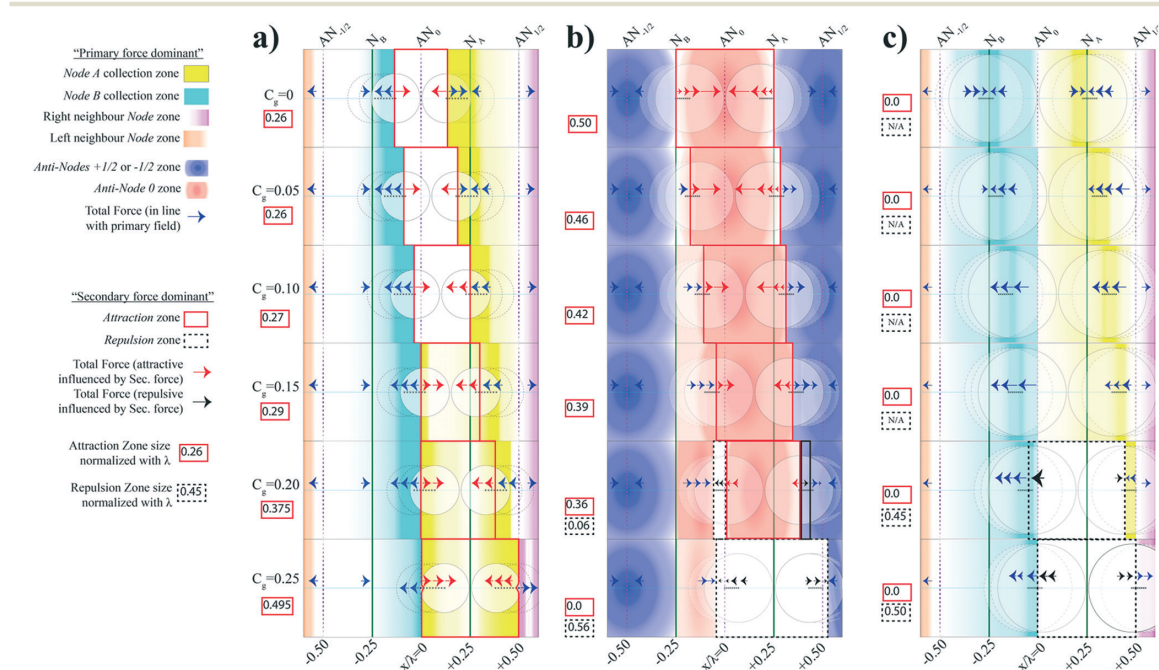 "Primary force dominant"
Node A collection zone
Node B collection zone
Right neighbour Node zone
Left neighbour Node zone
Anti-Nodes +1/2 or -1/2 zone
Anti-Node 0 zone
Total Force (in line
with primary field)
"Secondary force dominant"
Attraction zone
Repulsion zone
Total Force (attractive
influenced by Sec. force)
Total Force (repulsive
influenced by Sec. force)
Attraction Zone size
normalized with λ
0.26
Repulsion Zone size
normalized with λ
0.45
a)
AN-1/2
NB
AN0
NA
AN1/2
Cg=0
0.26
Cg=0.05
0.26
Cg=0.10
0.27
Cg=0.15
0.29
Cg=0.20
0.375
Cg=0.25
0.495
-0.50
-0.25
x/λ=0
+0.25
+0.50
b)
AN-1/2
NB
AN0
NA
AN1/2
0.50
0.46
0.42
0.39
0.36
0.06
0.0
0.56
-0.50
-0.25
x/λ=0
+0.25
+0.50
c)
AN-1/2
NB
AN0
NA
AN1/2
0.0
N/A
0.0
N/A
0.0
N/A
0.0
N/A
0.0
0.45
0.0
0.50
-0.50
-0.25
x/λ=0
+0.25
+0.50